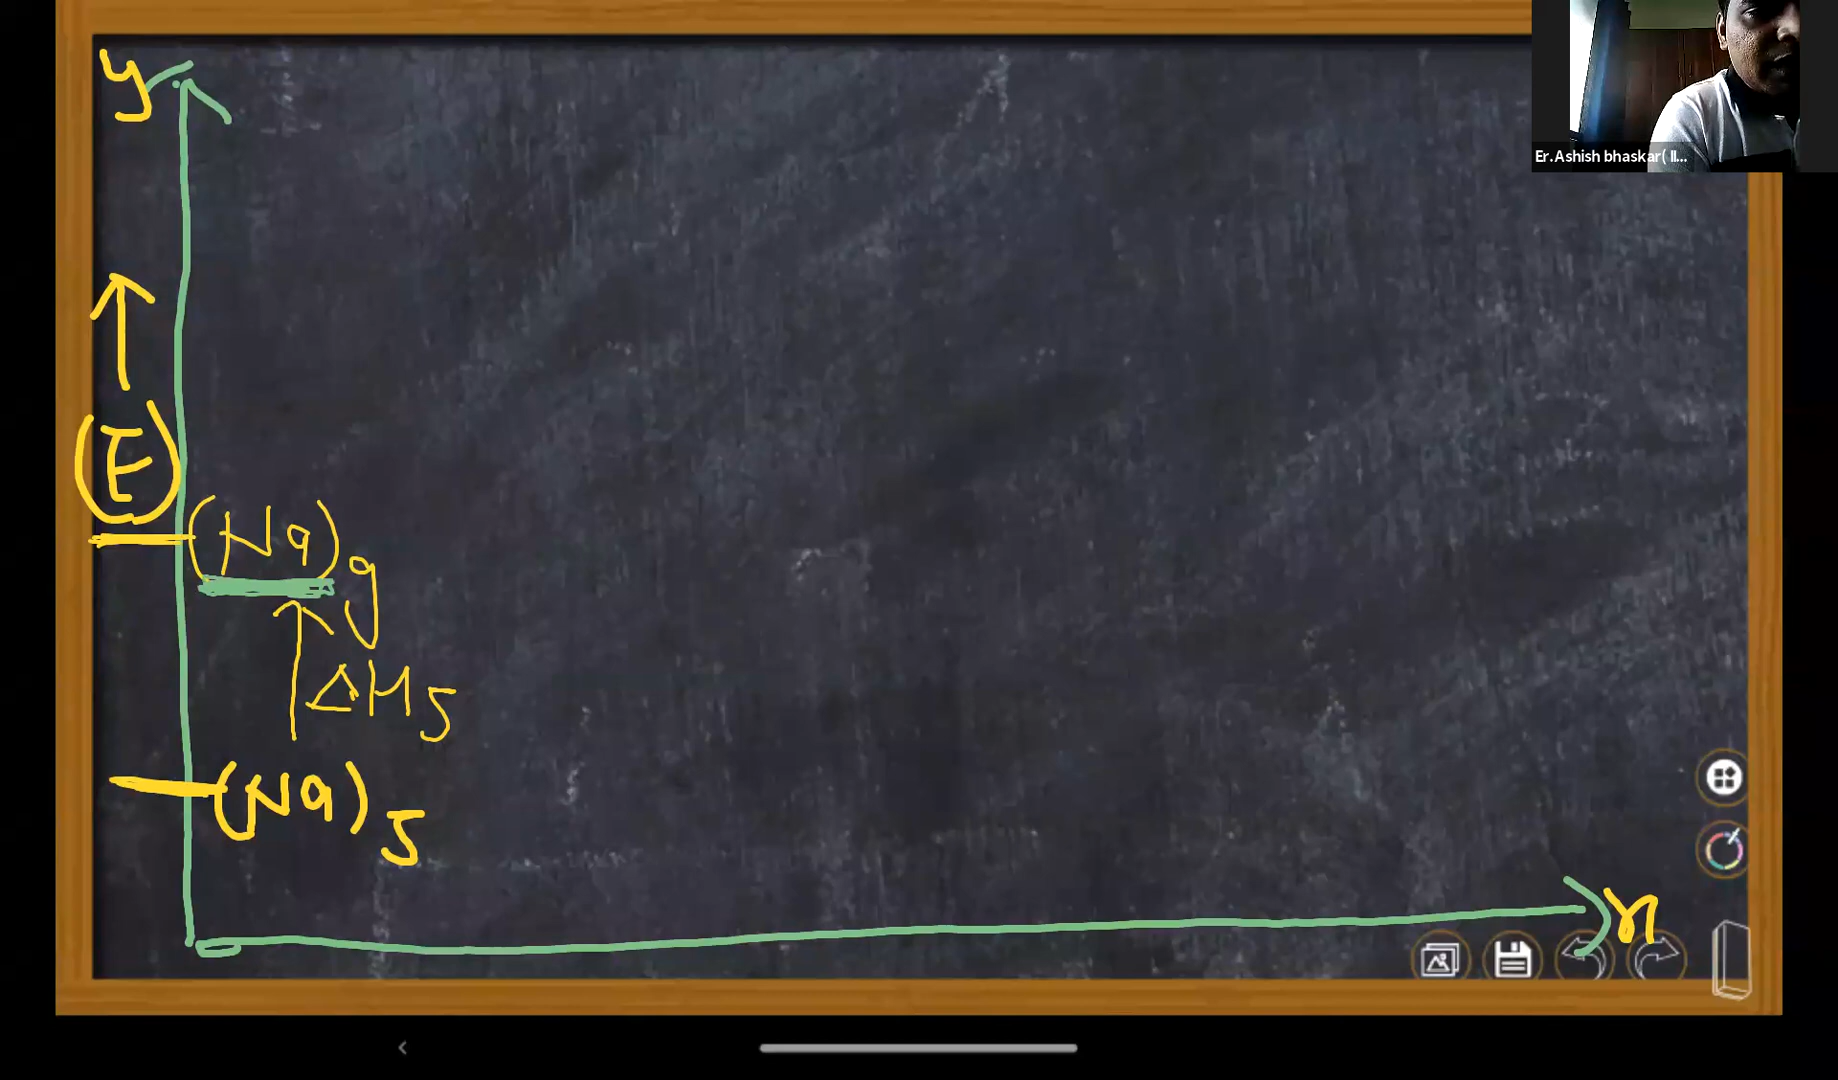 y
Er.Ashish bhaskar( II...
(E)
(Na)g
ΔHs
(Na)s
x